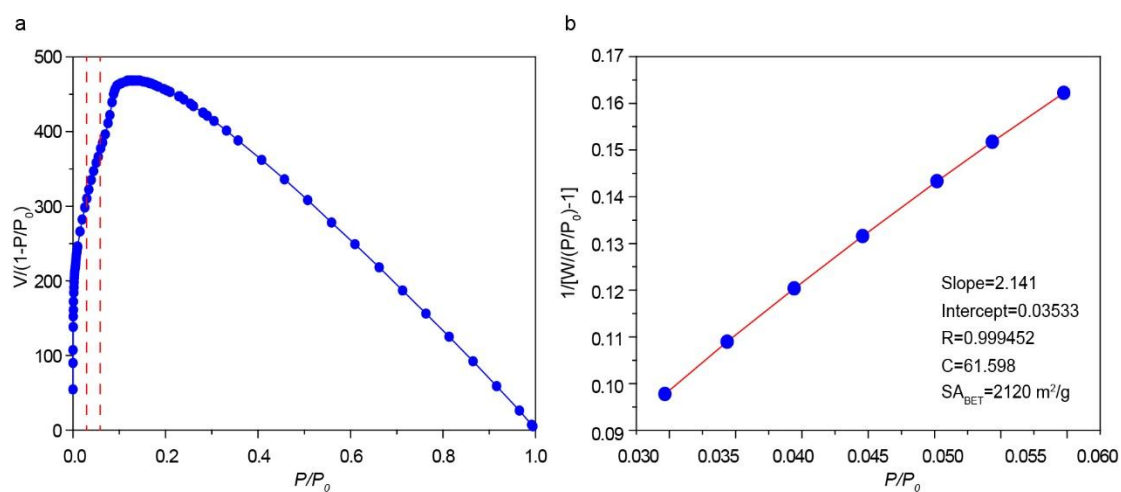 a
500
400
300
200
100
0
V/(1-P/P₀)
0.0 0.2 0.4 0.6 0.8 1.0
P/P₀
b
0.17
0.16
0.15
0.14
0.13
0.12
0.11
0.10
0.09
1/[W/(P/P₀)-1]
Slope=2.141
Intercept=0.03533
R=0.999452
C=61.598
SA_BET=2120 m²/g
0.030 0.035 0.040 0.045 0.050 0.055 0.060
P/P₀